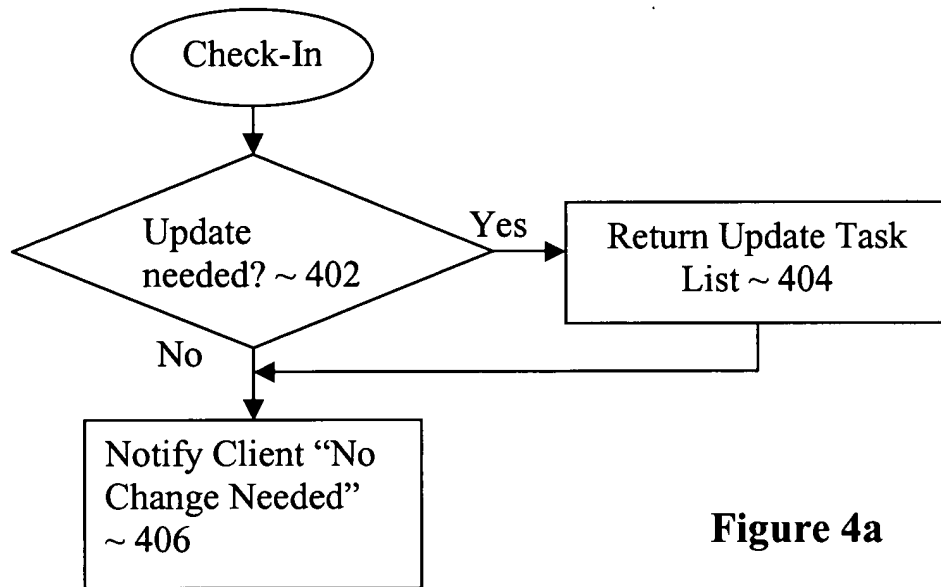 Check-In
Update
needed? ~ 402
Yes
Return Update Task
List ~ 404
No
Notify Client “No
Change Needed”
~ 406
Figure 4a